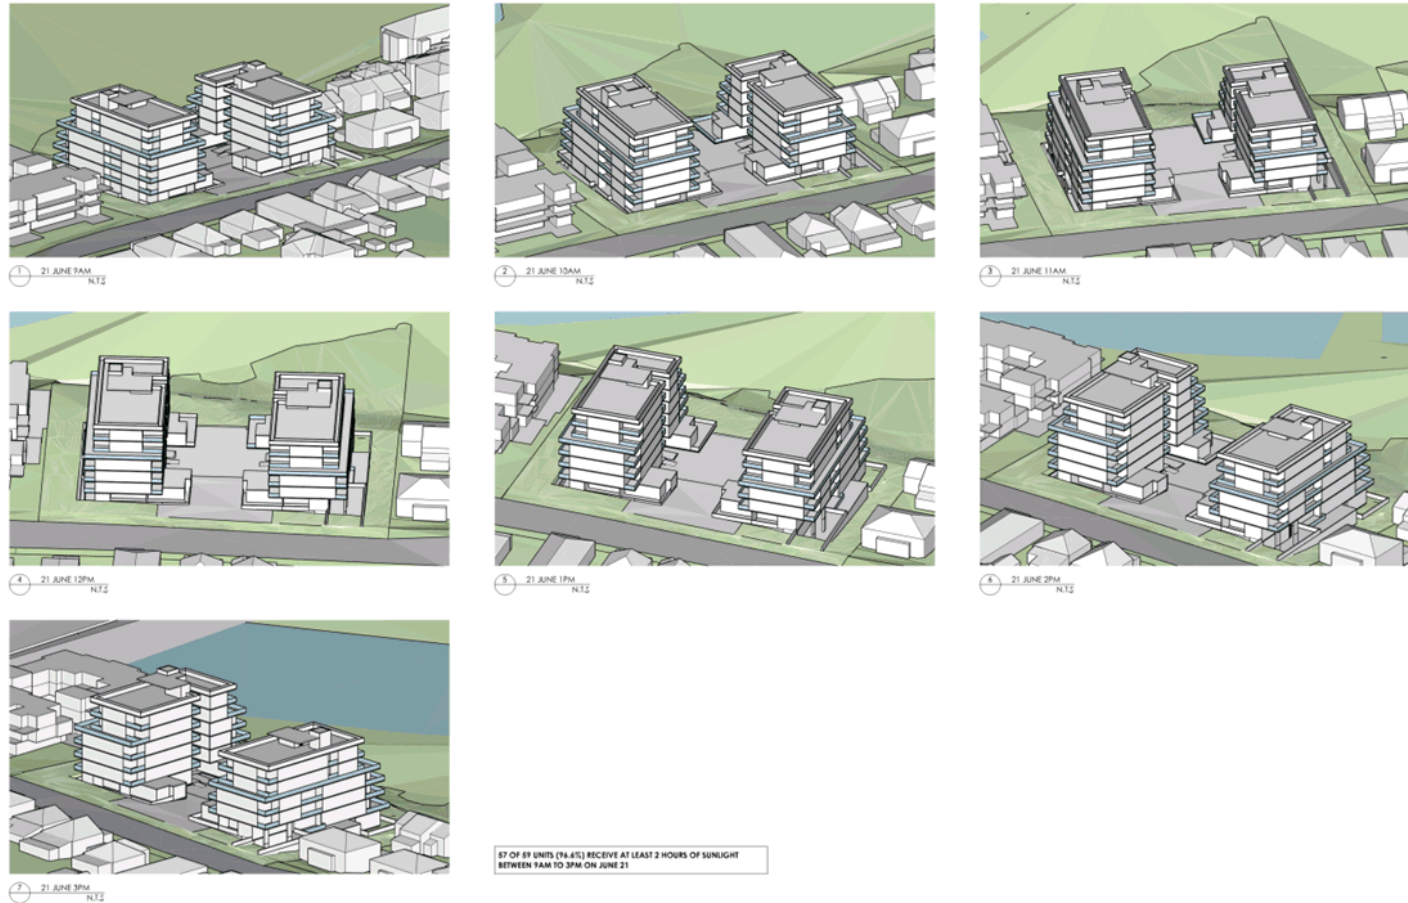 1 21 JUNE 9AM
N.T.S
2 21 JUNE 10AM
N.T.S
3 21 JUNE 11AM
N.T.S
4 21 JUNE 12PM
N.T.S
5 21 JUNE 1PM
N.T.S
6 21 JUNE 2PM
N.T.S
7 21 JUNE 3PM
N.T.S
57 OF 59 UNITS (96.6%) RECEIVE AT LEAST 2 HOURS OF SUNLIGHT
BETWEEN 9AM TO 3PM ON JUNE 21